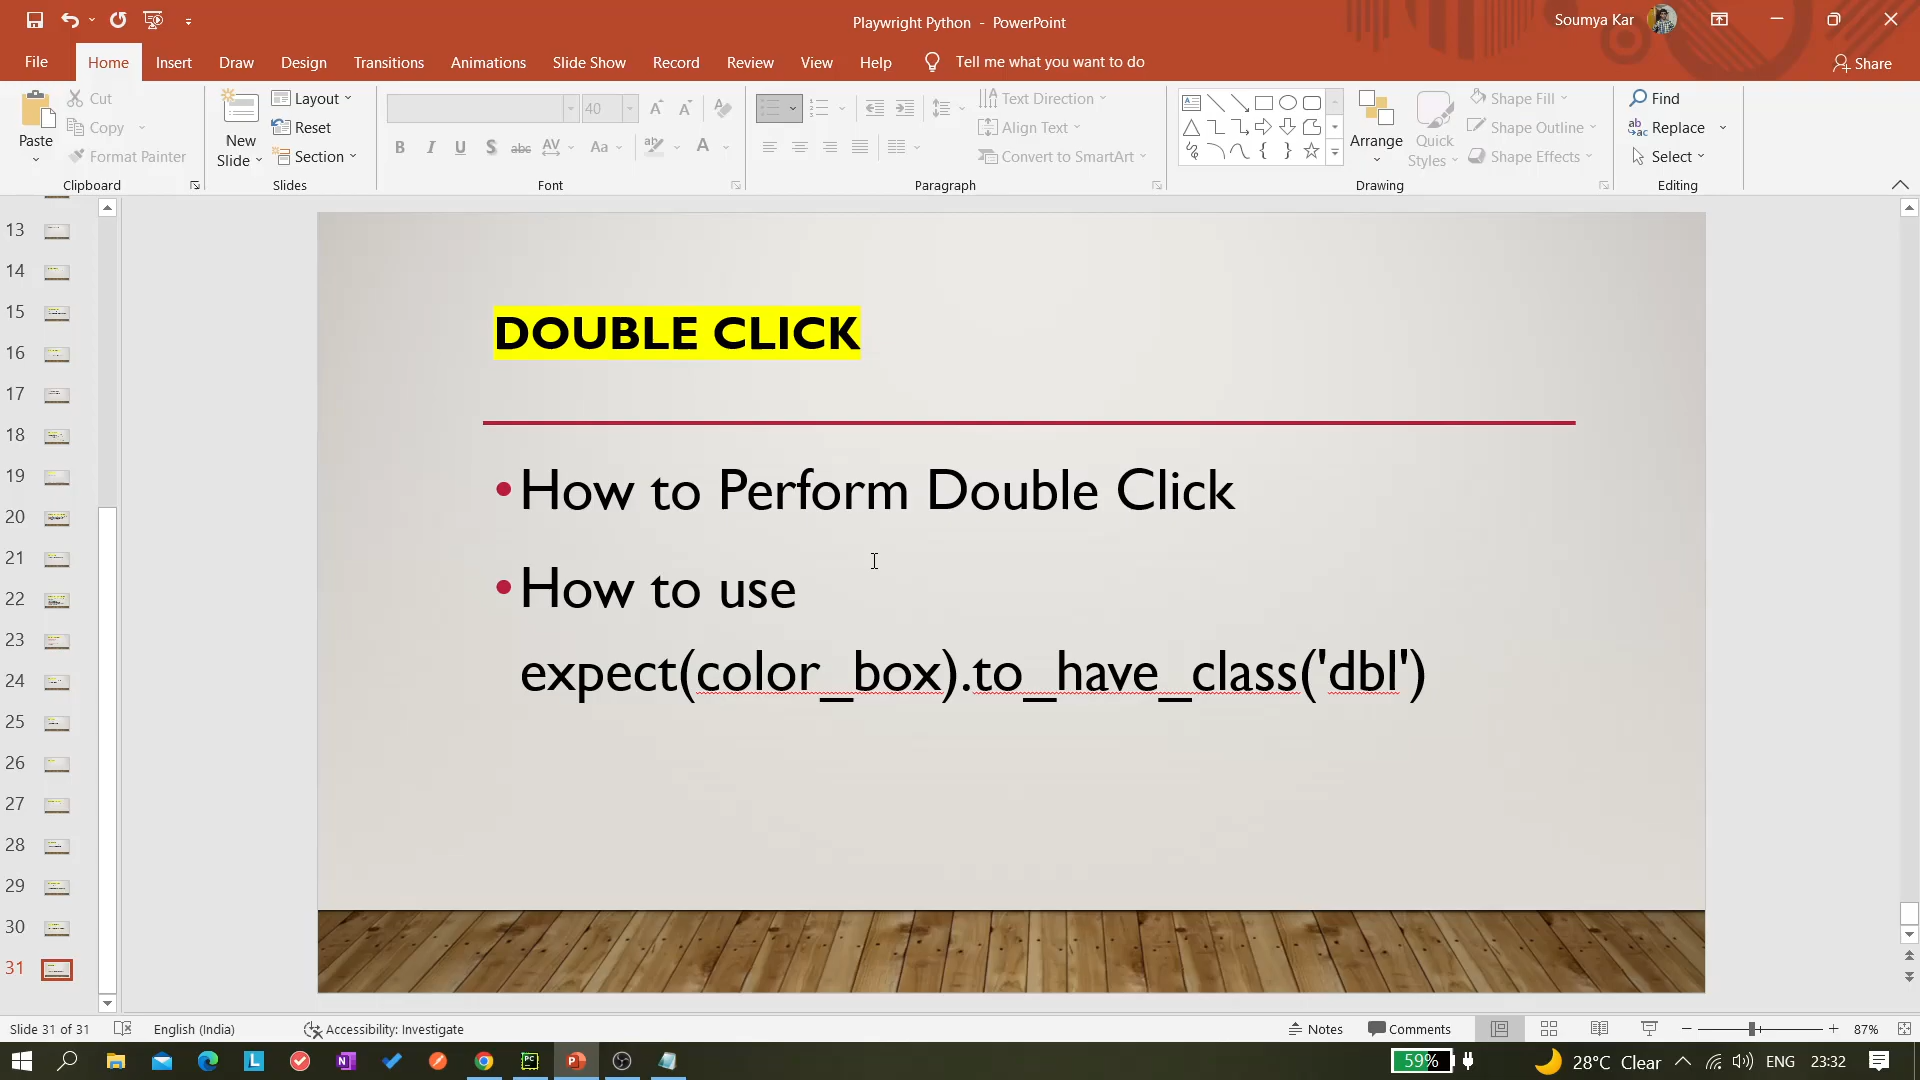 Playwright Python - PowerPoint
Soumya Kar
File Home Insert Draw Design Transitions Animations Slide Show Record Review View Help Tell me what you want to do
Share
Paste
Cut
Copy
Format Painter
Clipboard
New Slide
Layout
Reset
Section
Slides
40
B I U S abc AV Aa A
Font
Paragraph
Text Direction
Align Text
Convert to SmartArt
Arrange
Quick Styles
Shape Fill
Shape Outline
Shape Effects
Drawing
Find
Replace
Select
Editing
13
14
15
16
17
18
19
20
21
22
23
24
25
26
27
28
29
30
31
DOUBLE CLICK
•How to Perform Double Click
•How to use
expect(color_box).to_have_class('dbl')
Slide 31 of 31
English (India)
Accessibility: Investigate
Notes
Comments
87%
59%
28°C Clear
ENG
23:32